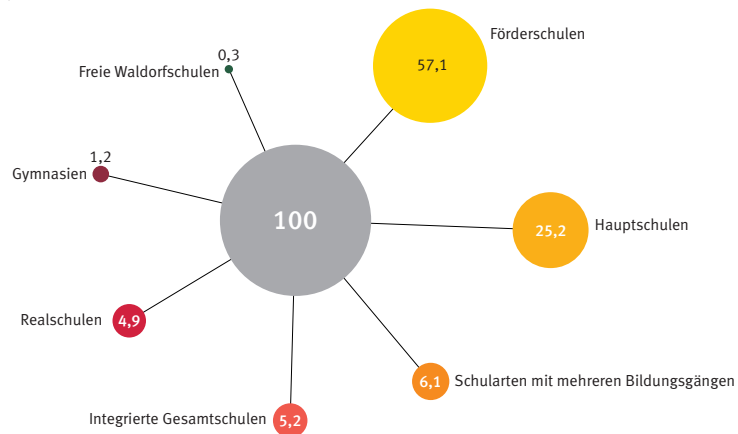 Förderschulen
57,1
0,3
Freie Waldorfschulen
1,2
Gymnasien
100
Hauptschulen
25,2
Realschulen
4,9
6,1
Schularten mit mehreren Bildungsgängen
Integrierte Gesamtschulen
5,2